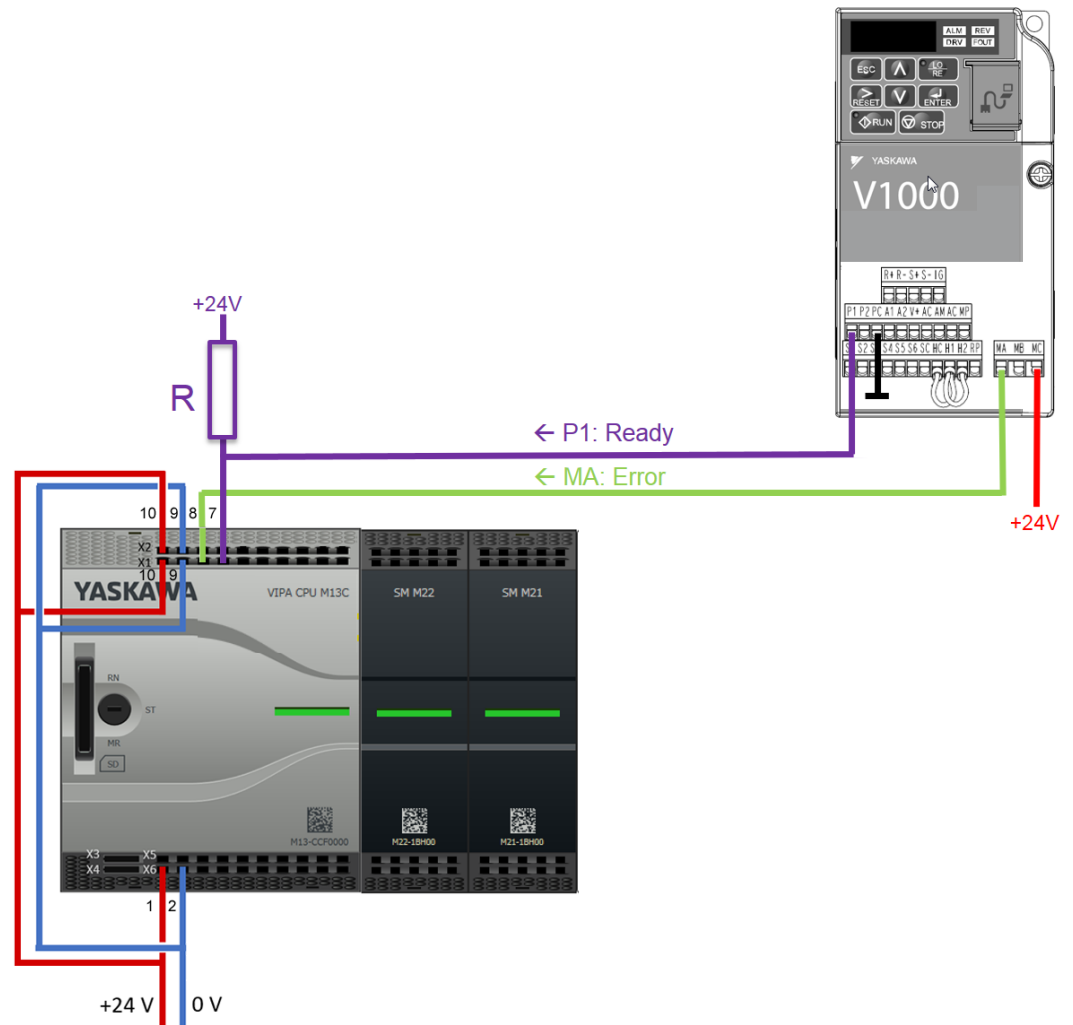 ALM REV
DRV FOUT
ESC LO RE
RESET ENTER
RUN STOP
YASKAWA
V1000
R+ R- S+ S- IG
P1 P2 PC A1 A2 V+ AC AM AC MP
S2 S4 S5 S6 SC HC H1 H2 RP
MA MB MC
+24V
R
← P1: Ready
← MA: Error
+24V
10 9 8 7
X2
X1
10 9
YASKAWA
VIPA CPU M13C
SM M22
SM M21
RN
ST
MR
SD
M13-CCF0000
M22-1BH00
M21-1BH00
X3 X5
X4 X6
1 2
+24 V
0 V